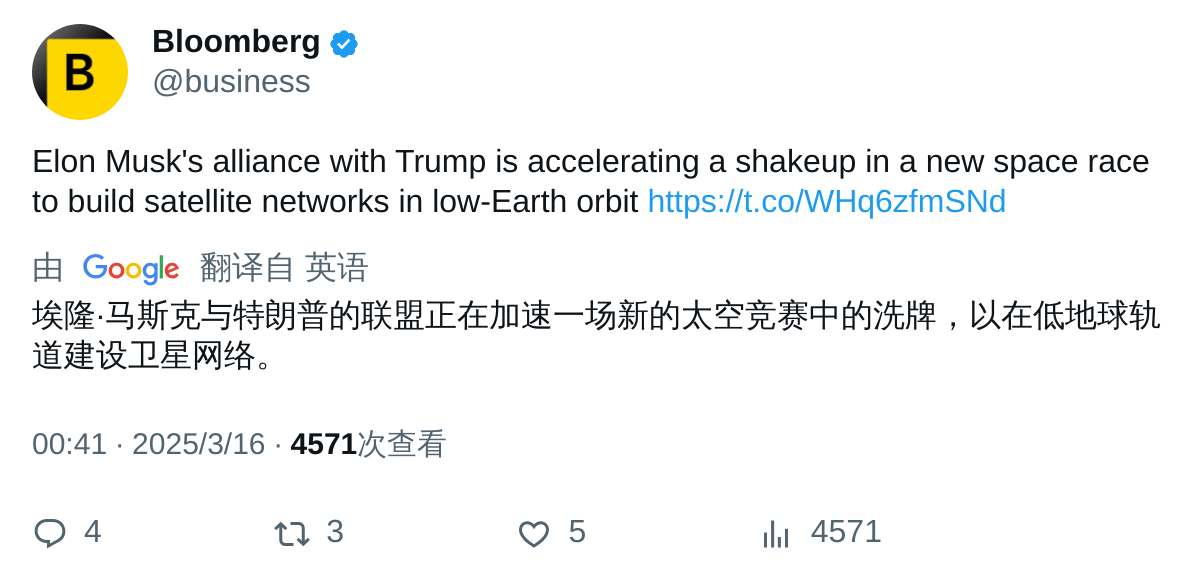 B
Bloomberg
@business
Elon Musk's alliance with Trump is accelerating a shakeup in a new space race
to build satellite networks in low-Earth orbit https://t.co/WHq6zfmSNd
由 Google 翻译自 英语
埃隆·马斯克与特朗普的联盟正在加速一场新的太空竞赛中的洗牌，以在低地球轨
道建设卫星网络。
00:41 · 2025/3/16 · 4571次查看
4 3 5 4571